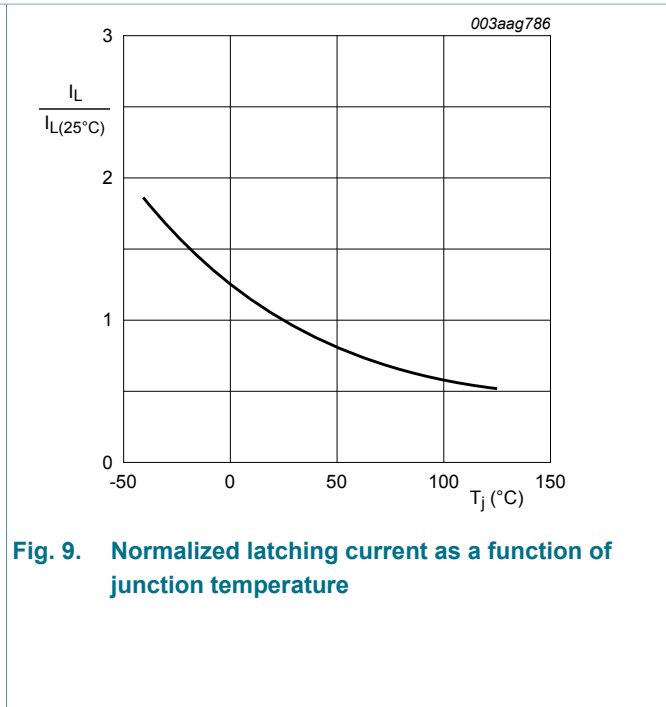 003aag786
3
I_L
I_L(25°C)
2
1
0
-50 0 50 100 150
T_j (°C)
Fig. 9. Normalized latching current as a function of
junction temperature